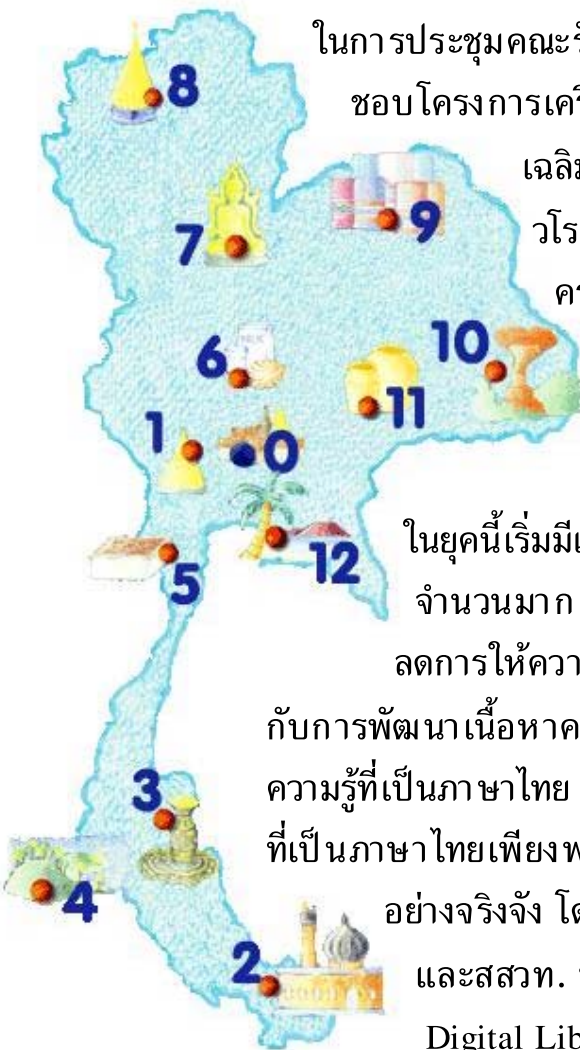 ในการประชุมคณะรั
8
ชอบโครงการเครื
เฉลิม
9
วโร
7
คร
10
6
11
1
0
ในยุคนี้เริ่มมีเ
12
5
จำนวนมาก
ลดการให้ควา
กับการพัฒนาเนื้อหาค
3
ความรู้ที่เป็นภาษาไทย
ที่เป็นภาษาไทยเพียงพ
4
อย่างจริงจัง โด
2
และสสวท.
Digital Lib